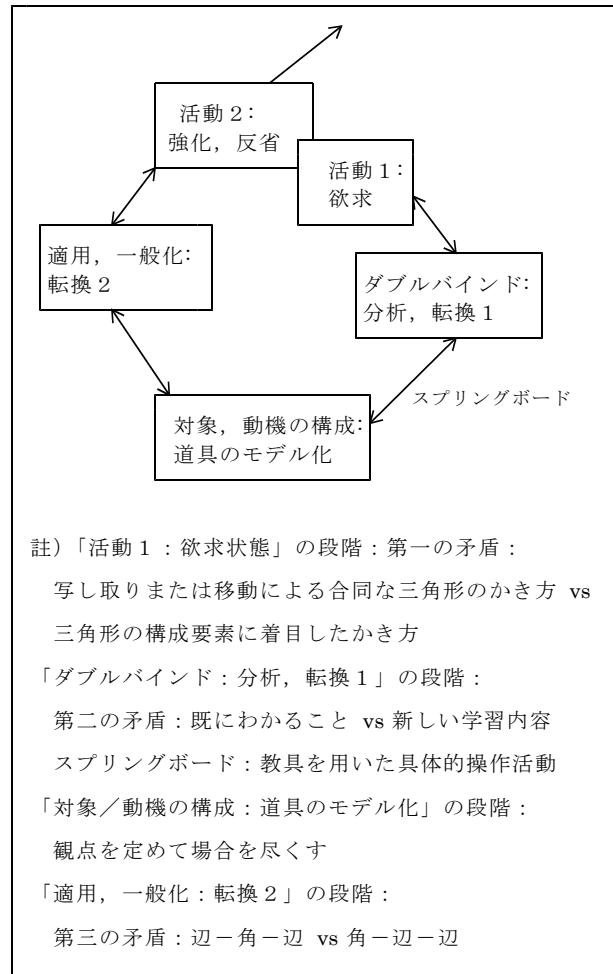 活動２：
強化，反省
活動１：
欲求
適用，一般化：
転換２
ダブルバインド：
分析，転換１
スプリングボード
対象，動機の構成：
道具のモデル化
註）「活動１：欲求状態」の段階：第一の矛盾：
写し取りまたは移動による合同な三角形のかき方 vs
三角形の構成要素に着目したかき方
「ダブルバインド：分析，転換１」の段階：
第二の矛盾：既にわかること vs 新しい学習内容
スプリングボード：教具を用いた具体的操作活動
「対象／動機の構成：道具のモデル化」の段階：
観点を定めて場合を尽くす
「適用，一般化：転換２」の段階：
第三の矛盾：辺－角－辺 vs 角－辺－辺